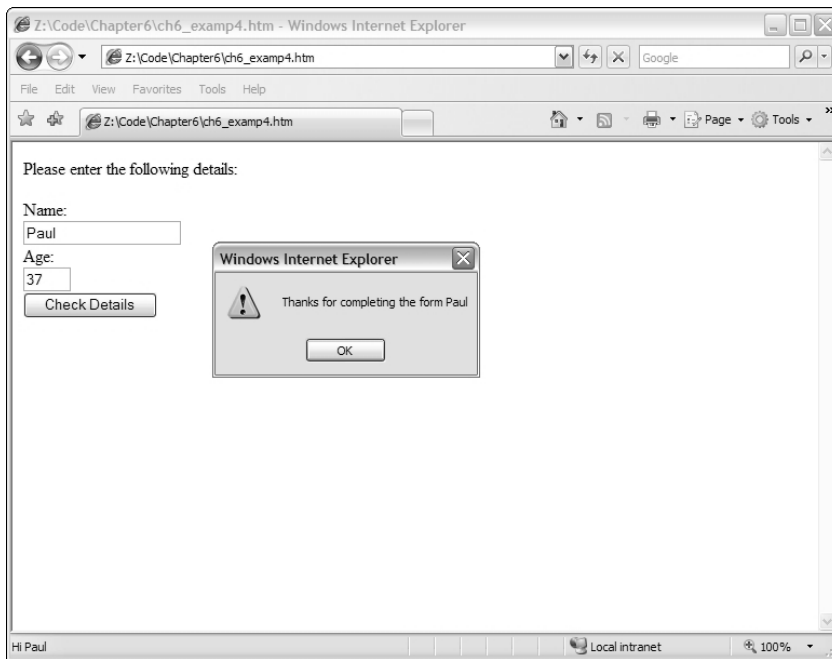 Z:\Code\Chapter6\ch6_examp4.htm - Windows Internet Explorer
Z:\Code\Chapter6\ch6_examp4.htm
Google
File Edit View Favorites Tools Help
Z:\Code\Chapter6\ch6_examp4.htm
Page Tools »
Please enter the following details:
Name:
Paul
Age:
37
Check Details
Windows Internet Explorer
Thanks for completing the form Paul
OK
Hi Paul
Local intranet
100%